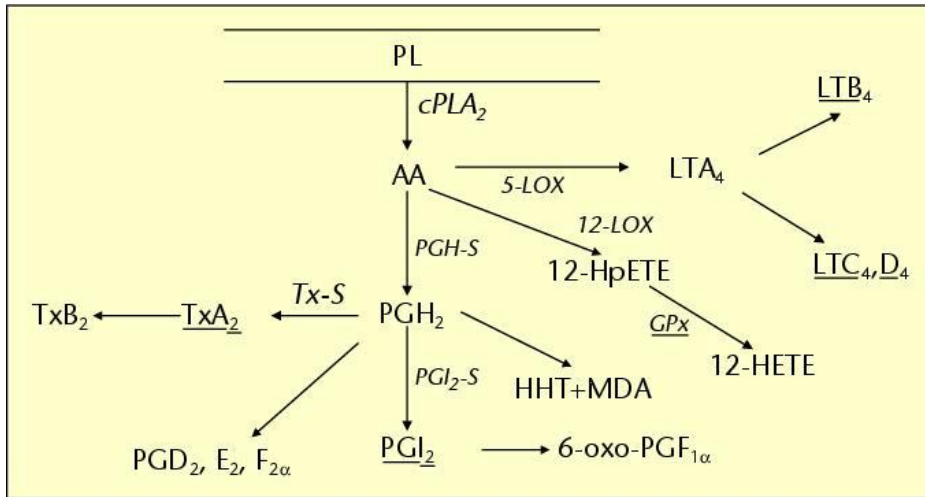 PL
cPLA₂
LTB₄
AA
5-LOX
LTA₄
12-LOX
PGH-S
12-HpETE
LTC₄,D₄
TxB₂
TxA₂
Tx-S
PGH₂
GPx
PGI₂-S
HHT+MDA
12-HETE
PGD₂, E₂, F₂α
PGI₂
6-oxo-PGF₁α